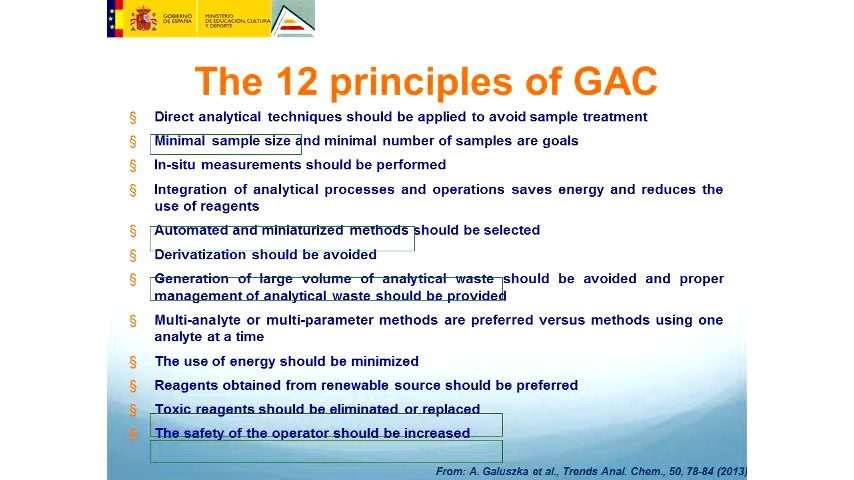 GOBIERNO
DE ESPAÑA
MINISTERIO
DE EDUCACIÓN, CULTURA
Y DEPORTE
The 12 principles of GAC
§ Direct analytical techniques should be applied to avoid sample treatment
§ Minimal sample size and minimal number of samples are goals
§ In-situ measurements should be performed
§ Integration of analytical processes and operations saves energy and reduces the
use of reagents
§ Automated and miniaturized methods should be selected
§ Derivatization should be avoided
§ Generation of large volume of analytical waste should be avoided and proper
management of analytical waste should be provided
§ Multi-analyte or multi-parameter methods are preferred versus methods using one
analyte at a time
§ The use of energy should be minimized
§ Reagents obtained from renewable source should be preferred
§ Toxic reagents should be eliminated or replaced
§ The safety of the operator should be increased
From: A. Galuszka et al., Trends Anal. Chem., 50, 78-84 (2013)